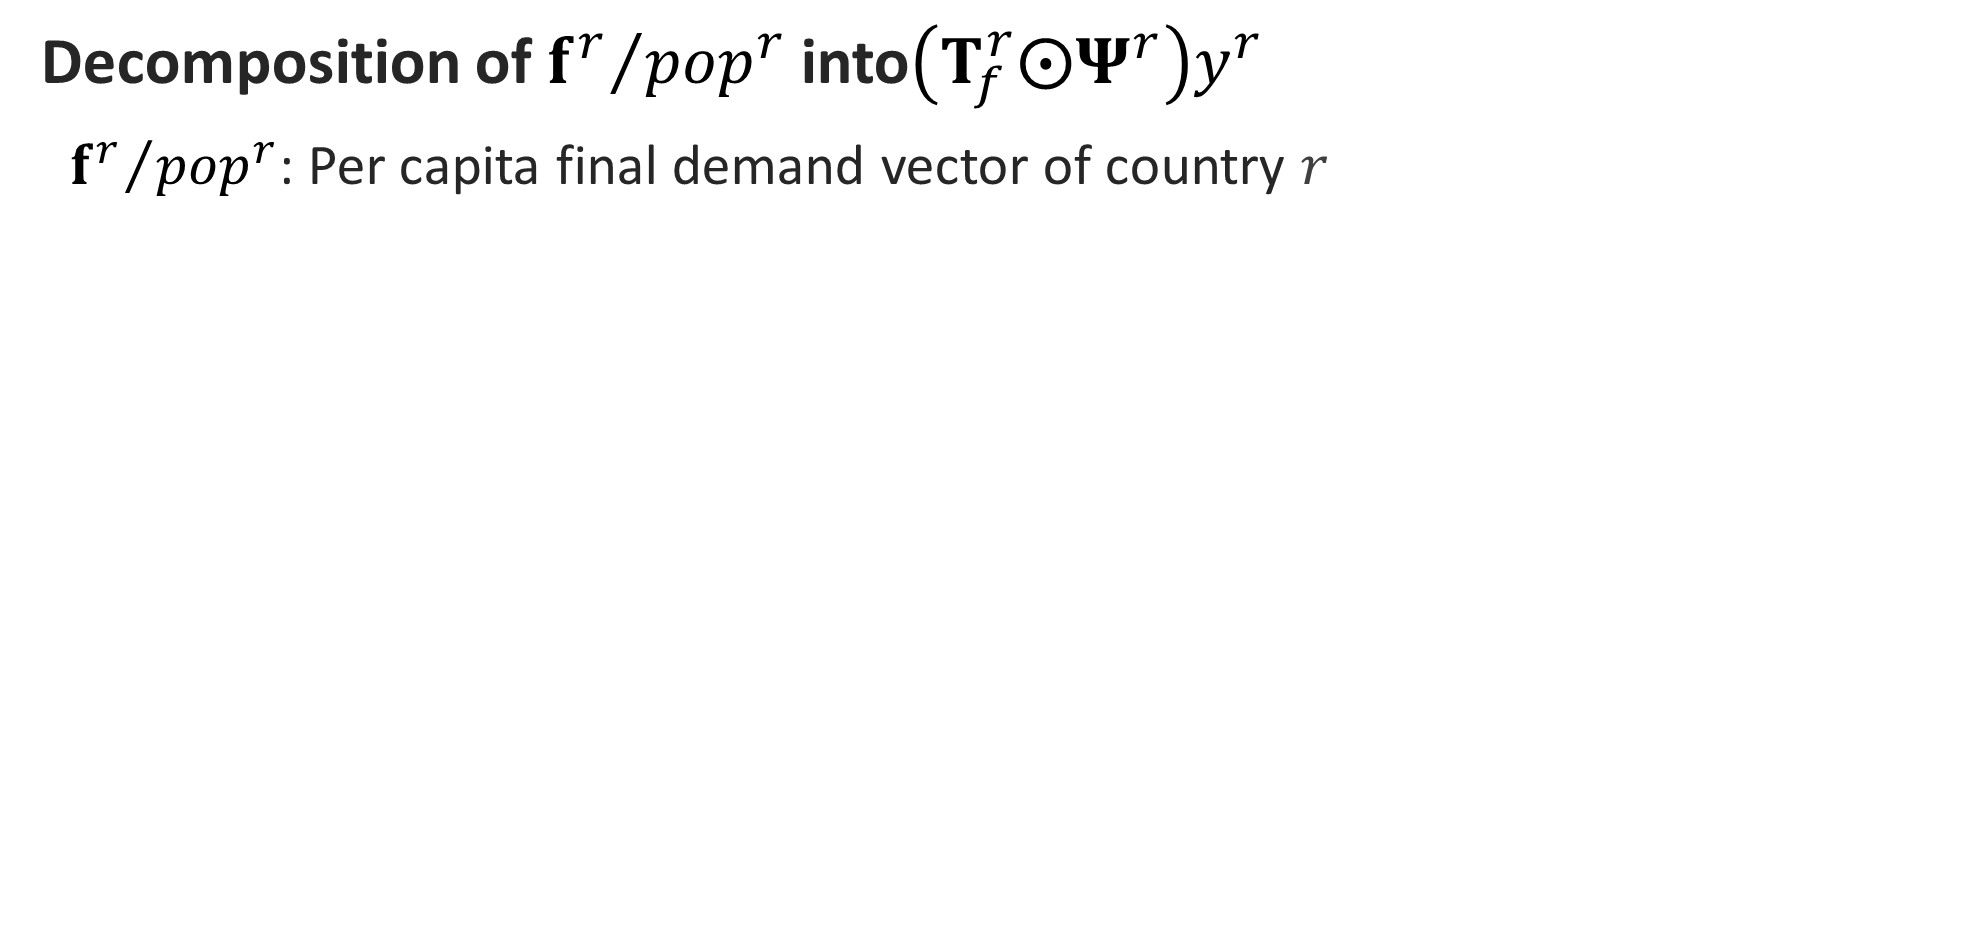 Decomposition of 𝐟^𝑟/𝑝𝑜𝑝^𝑟 into(𝐓_𝑓^𝑟⊙𝚿^𝑟)𝑦^𝑟
𝐟^𝑟/𝑝𝑜𝑝^𝑟: Per capita final demand vector of country 𝑟